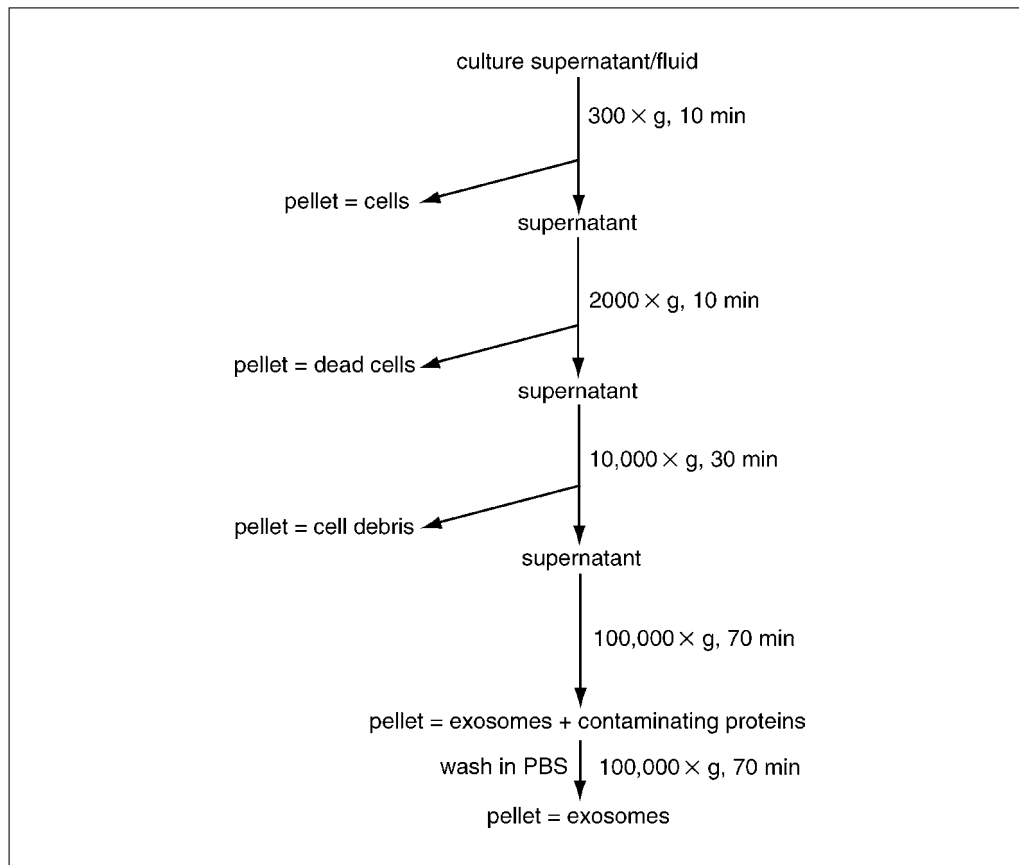 culture supernatant/fluid
300 × g, 10 min
pellet = cells
supernatant
2000 × g, 10 min
pellet = dead cells
supernatant
10,000 × g, 30 min
pellet = cell debris
supernatant
100,000 × g, 70 min
pellet = exosomes + contaminating proteins
wash in PBS 100,000 × g, 70 min
pellet = exosomes